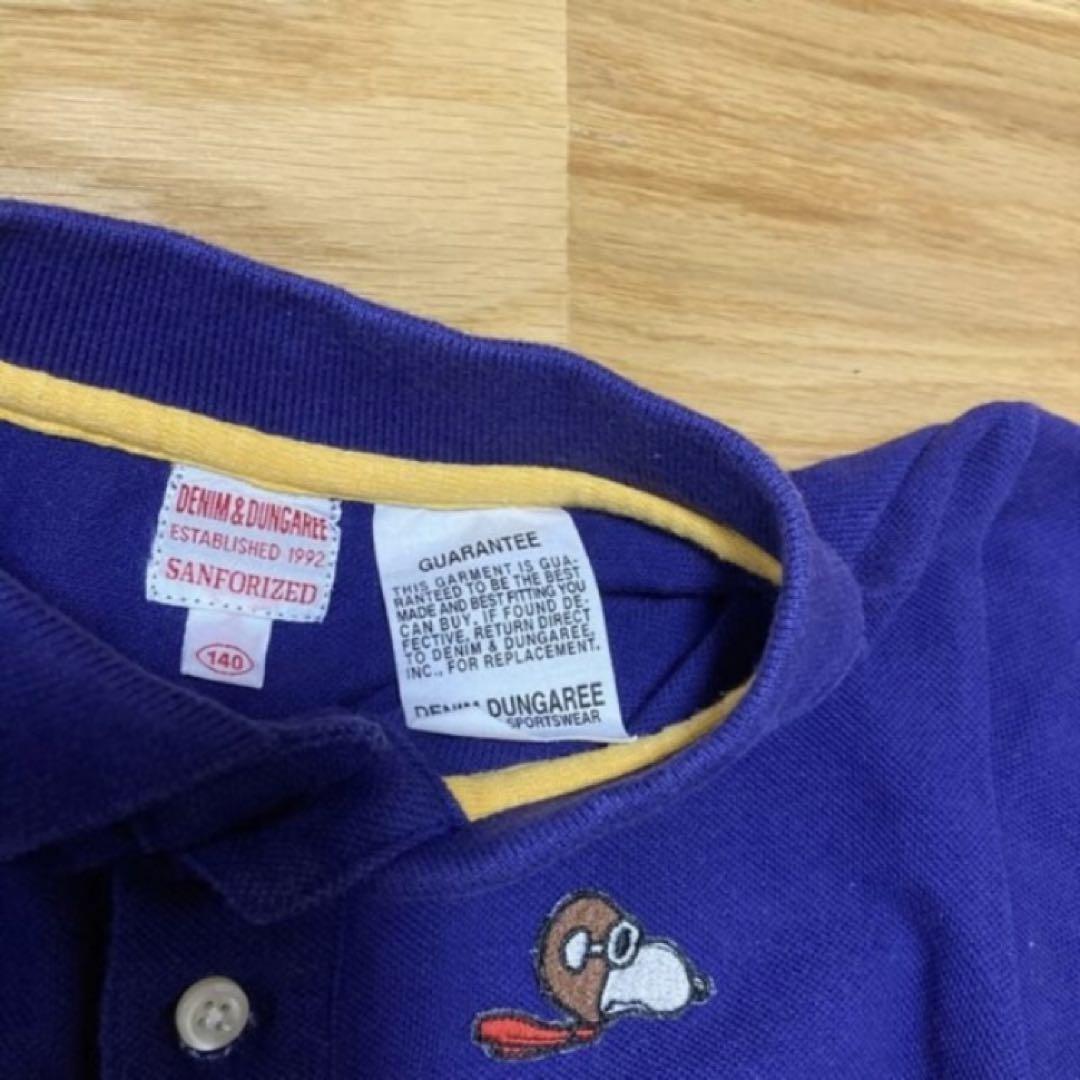 DENIM & DUNGAREE
ESTABLISHED 1992
SANFORIZED
140
GUARANTEE
THIS GARMENT IS GUA-
RANTEED TO BE THE BEST
MADE AND BEST FITTING YOU
CAN BUY. IF FOUND DE-
FECTIVE, RETURN DIRECT
TO DENIM & DUNGAREE,
INC., FOR REPLACEMENT.
DENIM DUNGAREE
SPORTSWEAR